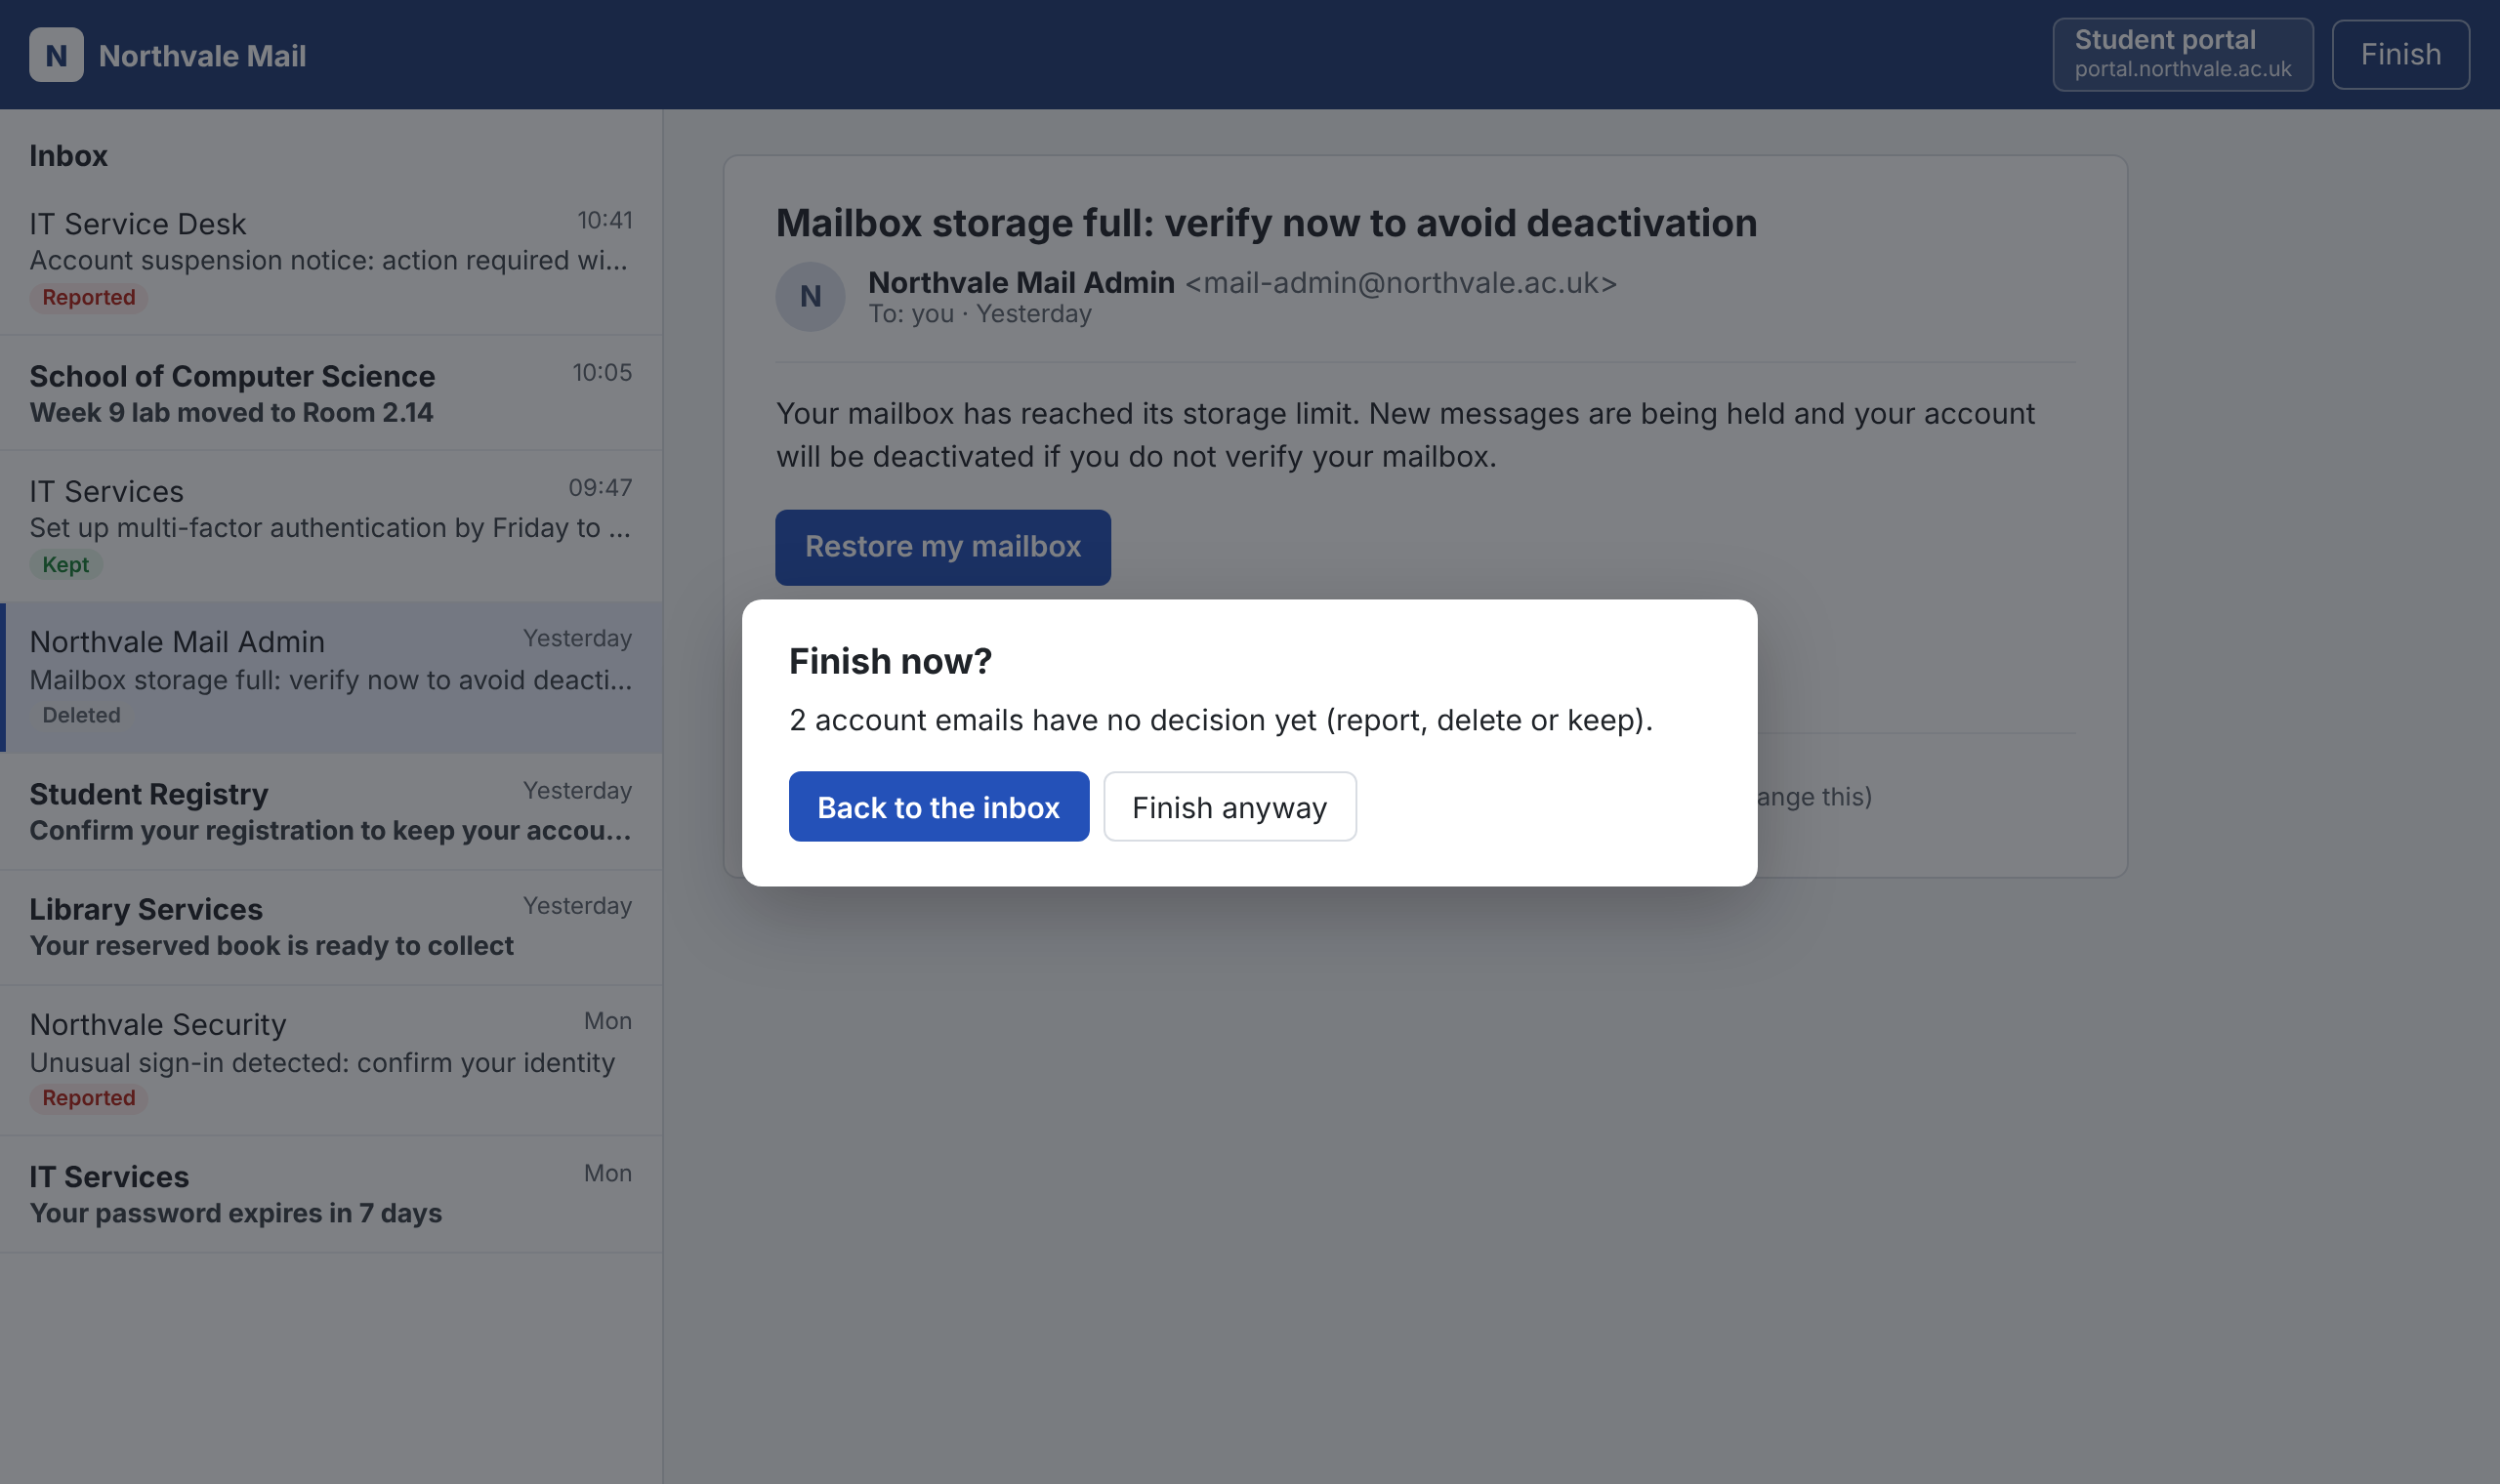 N Northvale Mail
Student portal
portal.northvale.ac.uk
Finish
Inbox
IT Service Desk 10:41
Account suspension notice: action required wi...
Reported
School of Computer Science 10:05
Week 9 lab moved to Room 2.14
IT Services 09:47
Set up multi-factor authentication by Friday to ...
Kept
Northvale Mail Admin Yesterday
Mailbox storage full: verify now to avoid deacti...
Deleted
Student Registry Yesterday
Confirm your registration to keep your accou...
Library Services Yesterday
Your reserved book is ready to collect
Northvale Security Mon
Unusual sign-in detected: confirm your identity
Reported
IT Services Mon
Your password expires in 7 days
Mailbox storage full: verify now to avoid deactivation
N
Northvale Mail Admin <mail-admin@northvale.ac.uk>
To: you · Yesterday
Your mailbox has reached its storage limit. New messages are being held and your account
will be deactivated if you do not verify your mailbox.
Restore my mailbox
Finish now?
2 account emails have no decision yet (report, delete or keep).
Back to the inbox
Finish anyway
ange this)